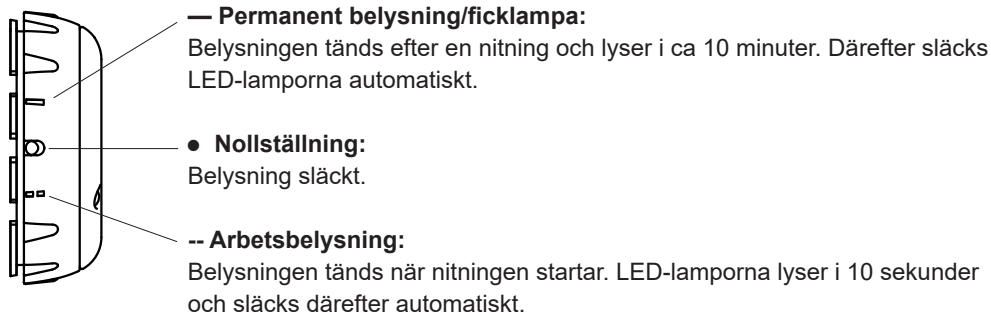 — Permanent belysning/ficklampa:
Belysningen tänds efter en nitning och lyser i ca 10 minuter. Därefter släcks
LED-lamporna automatiskt.
● Nollställning:
Belysning släckt.
-- Arbetsbelysning:
Belysningen tänds när nitningen startar. LED-lamporna lyser i 10 sekunder
och släcks därefter automatiskt.